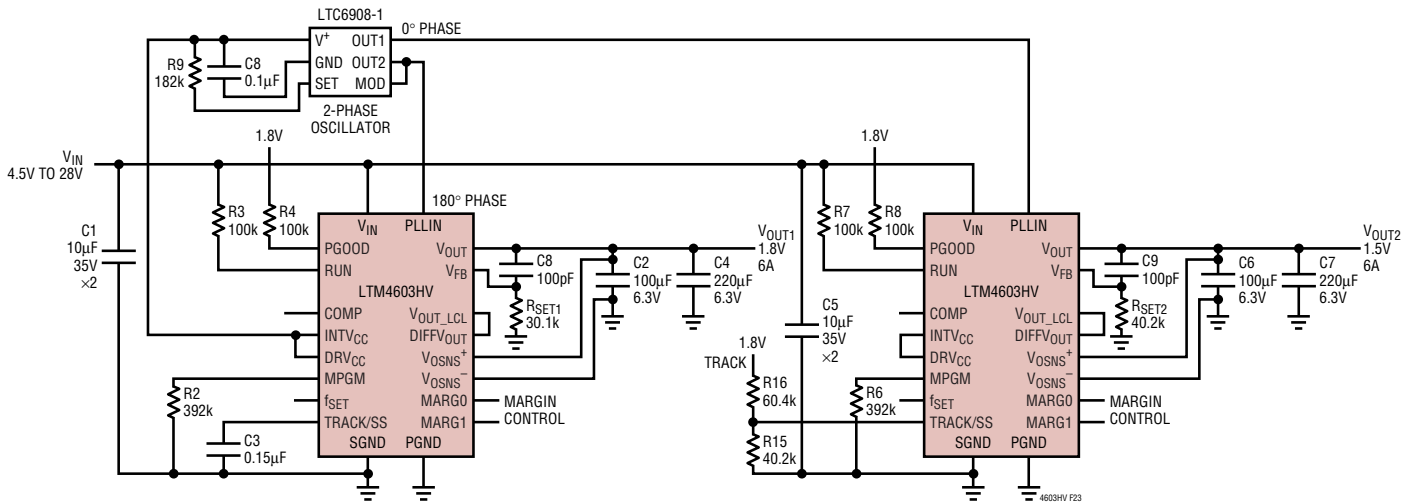 LTC6908-1
0° PHASE
V+ OUT1
GND OUT2
SET MOD
R9
182k
C8
0.1µF
2-PHASE
OSCILLATOR
VIN
4.5V TO 28V
1.8V
1.8V
180° PHASE
C1
10µF
35V
×2
R3
100k
R4
100k
VIN PLLIN
PGOOD
RUN
LTM4603HV
COMP
INTVCC
DRVCC
MPGM
fSET
TRACK/SS
SGND PGND
VOUT
VFB
VOUT_LCL
DIFFVOUT
VOSNS+
VOSNS–
MARG0
MARG1
MARGIN
CONTROL
R2
392k
C3
0.15µF
C8
100pF
RSET1
30.1k
C2
100µF
6.3V
C4
220µF
6.3V
VOUT1
1.8V
6A
C5
10µF
35V
×2
R7
100k
R8
100k
VIN PLLIN
PGOOD
RUN
LTM4603HV
COMP
INTVCC
DRVCC
MPGM
fSET
TRACK/SS
SGND PGND
VOUT
VFB
VOUT_LCL
DIFFVOUT
VOSNS+
VOSNS–
MARG0
MARG1
MARGIN
CONTROL
1.8V
TRACK
R16
60.4k
R15
40.2k
R6
392k
C9
100pF
RSET2
40.2k
C6
100µF
6.3V
C7
220µF
6.3V
VOUT2
1.5V
6A
4603HV F23